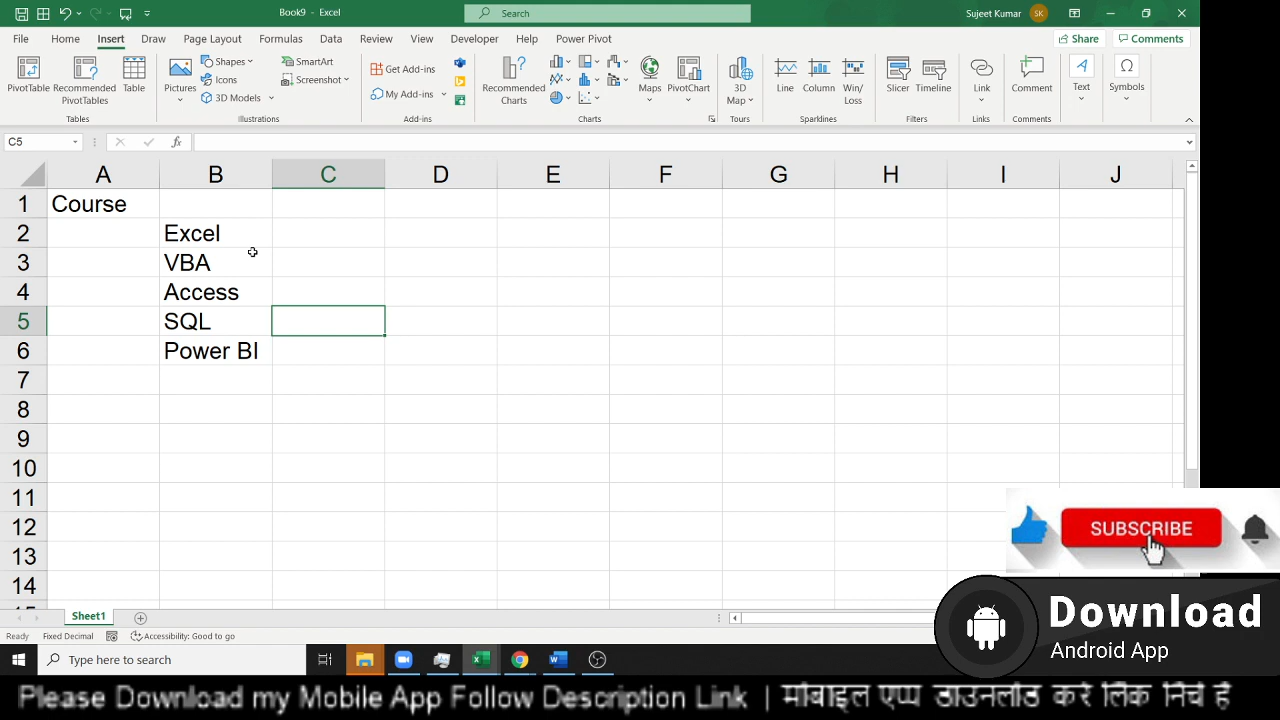 Book9 - Excel
Search
Sujeet Kumar
SK
File Home Insert Draw Page Layout Formulas Data Review View Developer Help Power Pivot
Share
Comments
PivotTable
Recommended PivotTables
Table
Tables
Pictures
Shapes
Icons
3D Models
SmartArt
Screenshot
Illustrations
Get Add-ins
My Add-ins
Add-ins
Recommended Charts
Maps
PivotChart
Charts
3D Map
Tours
Line
Column
Win/Loss
Sparklines
Slicer
Timeline
Filters
Link
Links
Comment
Comments
Text
Symbols
C5
fx
A B C D E F G H I J
1 Course
2 Excel
3 VBA
4 Access
5 SQL
6 Power BI
7
8
9
10
11
12
13
14
15
Sheet1
Ready Fixed Decimal Accessibility: Good to go
Type here to search
SUBSCRIBE
Download
Android App
Please Download my Mobile App Follow Description Link | मोबाइल एप्प डाउनलोड करे लिंक निचे है